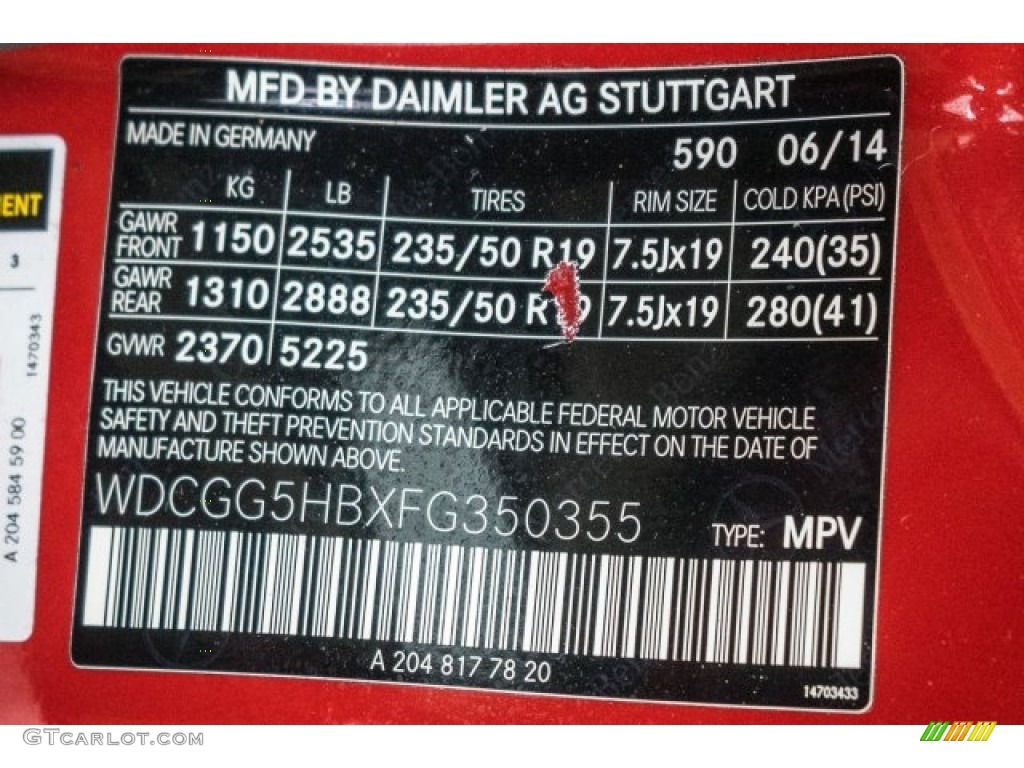 MFD BY DAIMLER AG STUTTGART
MADE IN GERMANY 590 06/14
KG LB TIRES RIM SIZE COLD KPA (PSI)
GAWR FRONT 1150 2535 235/50 R19 7.5Jx19 240(35)
GAWR REAR 1310 2888 235/50 R19 7.5Jx19 280(41)
GVWR 2370 5225
THIS VEHICLE CONFORMS TO ALL APPLICABLE FEDERAL MOTOR VEHICLE
SAFETY AND THEFT PREVENTION STANDARDS IN EFFECT ON THE DATE OF
MANUFACTURE SHOWN ABOVE.
WDCGG5HBXFG350355 TYPE: MPV
A 204 817 78 20
14703433
3
1470343
A 204 584 59 00
GTCARLOT.COM